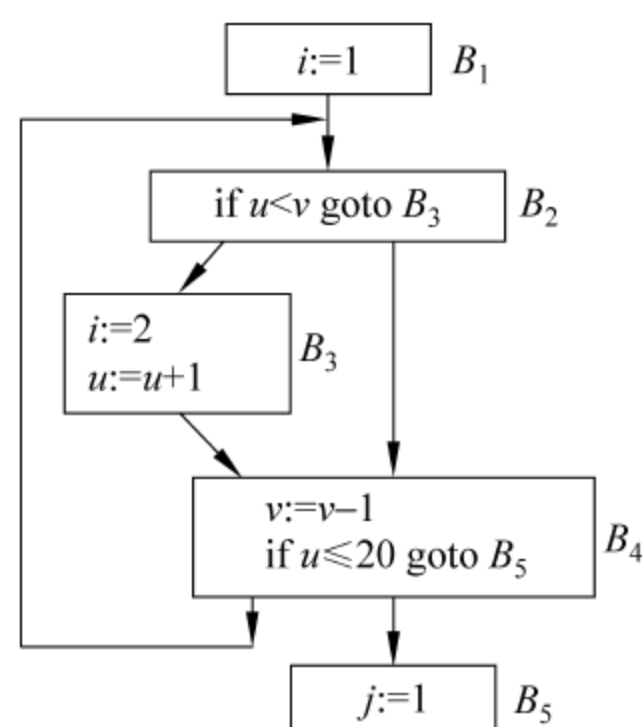 i:=1
B₁
if u<v goto B₃
B₂
i:=2
u:=u+1
B₃
v:=v−1
if u⩽20 goto B₅
B₄
j:=1
B₅